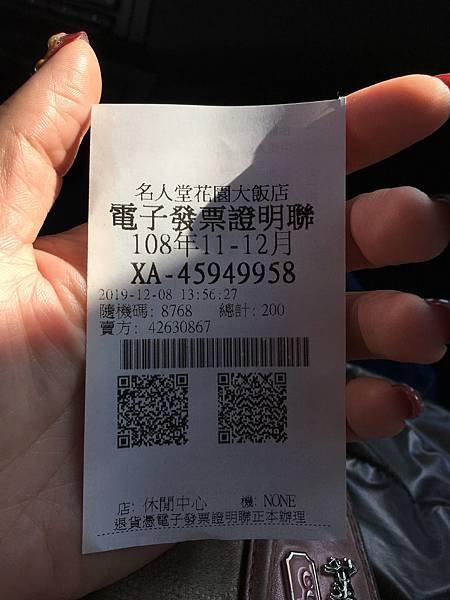 名人堂花園大飯店
電子發票證明聯
108年11-12月
XA-45949958
2019-12-08 13:56:27
隨機碼: 8768 總計: 200
賣方: 42630867
店: 休閒中心 機: NONE
退貨憑電子發票證明聯正本辦理